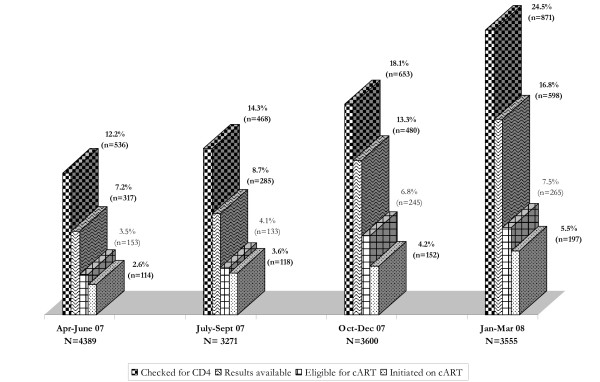 12.2%
(n=536)
7.2%
(n=317)
3.5%
(n=153)
2.6%
(n=114)
14.3%
(n=468)
8.7%
(n=285)
4.1%
(n=133)
3.6%
(n=118)
18.1%
(n=653)
13.3%
(n=480)
6.8%
(n=245)
4.2%
(n=152)
24.5%
(n=871)
16.8%
(n=598)
7.5%
(n=265)
5.5%
(n=197)
Apr-June 07
N=4389
July-Sept 07
N= 3271
Oct-Dec 07
N=3600
Jan-Mar 08
N=3555
Checked for CD4 Results available Eligible for cART Initiated on cART